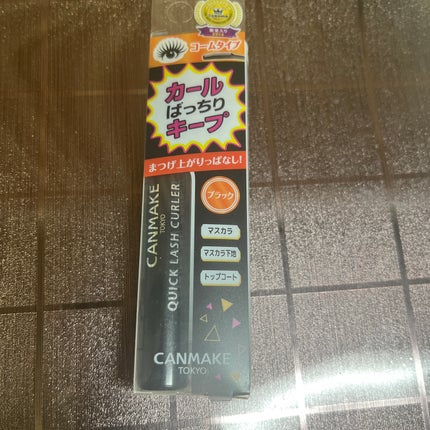 CANMAKE
コームタイプ
カール
ぱっちり
キープ
まつげ上がりっぱなし!
ブラック
マスカラ
マスカラ下地
トップコート
CANMAKE
TOKYO
QUICK LASH CURLER
CANMAKE
TOKYO